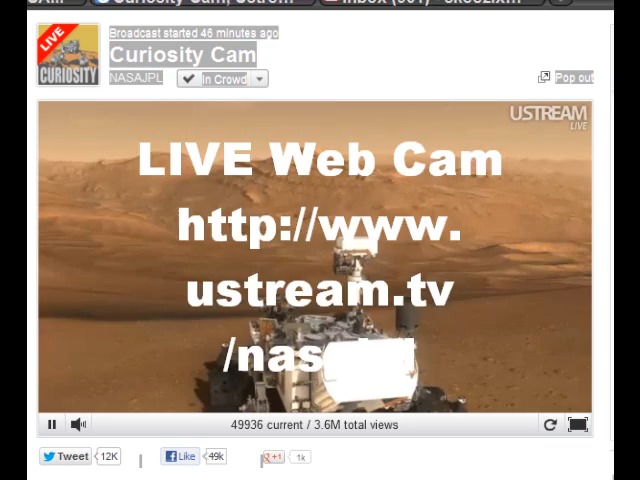 Broadcast started 46 minutes ago
LIVE
Curiosity Cam
CURIOSITY
NASAJPL
In Crowd
Pop out
USTREAM
LIVE
LIVE Web Cam
http://www.
ustream.tv
/nas
49936 current / 3.6M total views
Tweet
12K
Like
49k
+1
1k